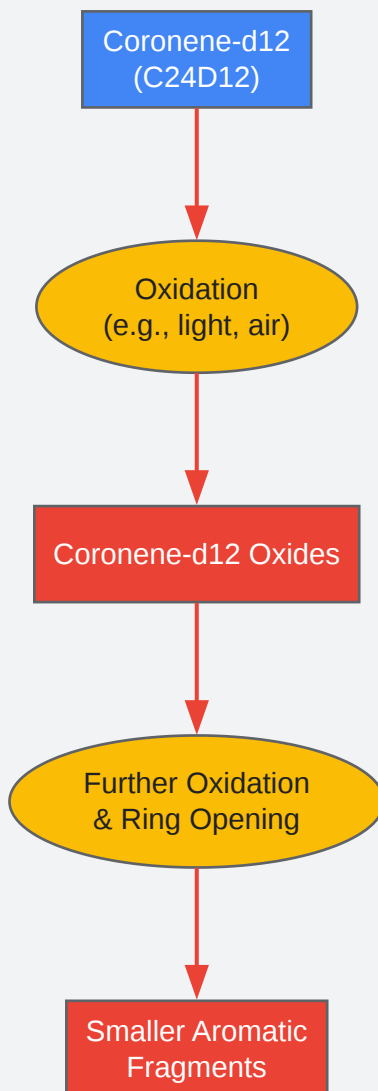 Coronene-d12
(C24D12)
Oxidation
(e.g., light, air)
Coronene-d12 Oxides
Further Oxidation
& Ring Opening
Smaller Aromatic
Fragments